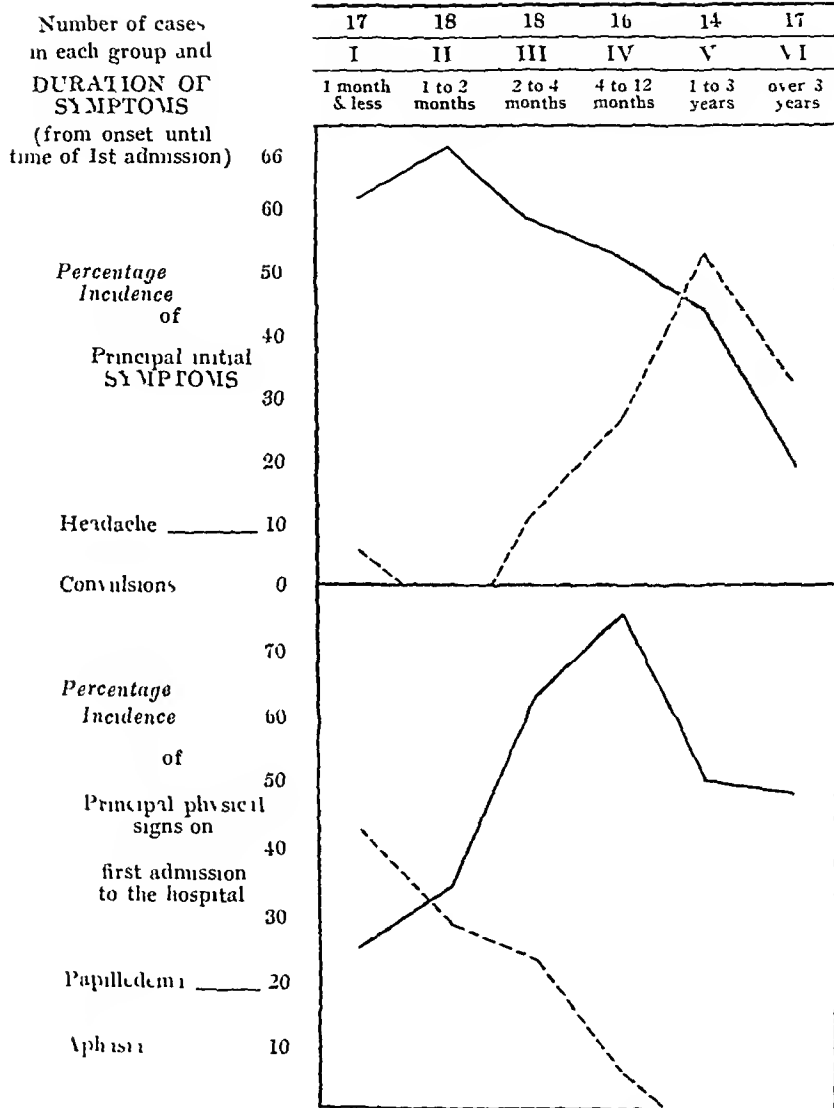 Number of cases 17 18 18 16 14 17
in each group and I II III IV V VI
DURATION OF SYMPTOMS 1 month & less 1 to 2 months 2 to 4 months 4 to 12 months 1 to 3 years over 3 years
(from onset until
time of 1st admission) 66
60
Percentage 50
Incidence
of
40
Principal initial
SYMPTOMS
30
20
Headache 10
Convulsions 0
70
Percentage
Incidence 60
of
50
Principal physical
signs on
40
first admission
to the hospital
30
Papilledema 20
Aphasia 10